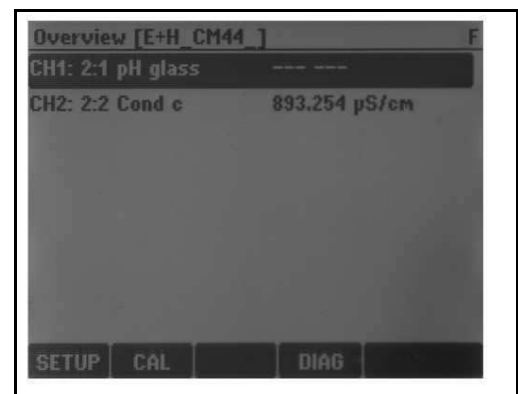 Overview [E+H_CM44_] F
CH1: 2:1 pH glass --- ---
CH2: 2:2 Cond c 893.254 µS/cm
SETUP CAL DIAG